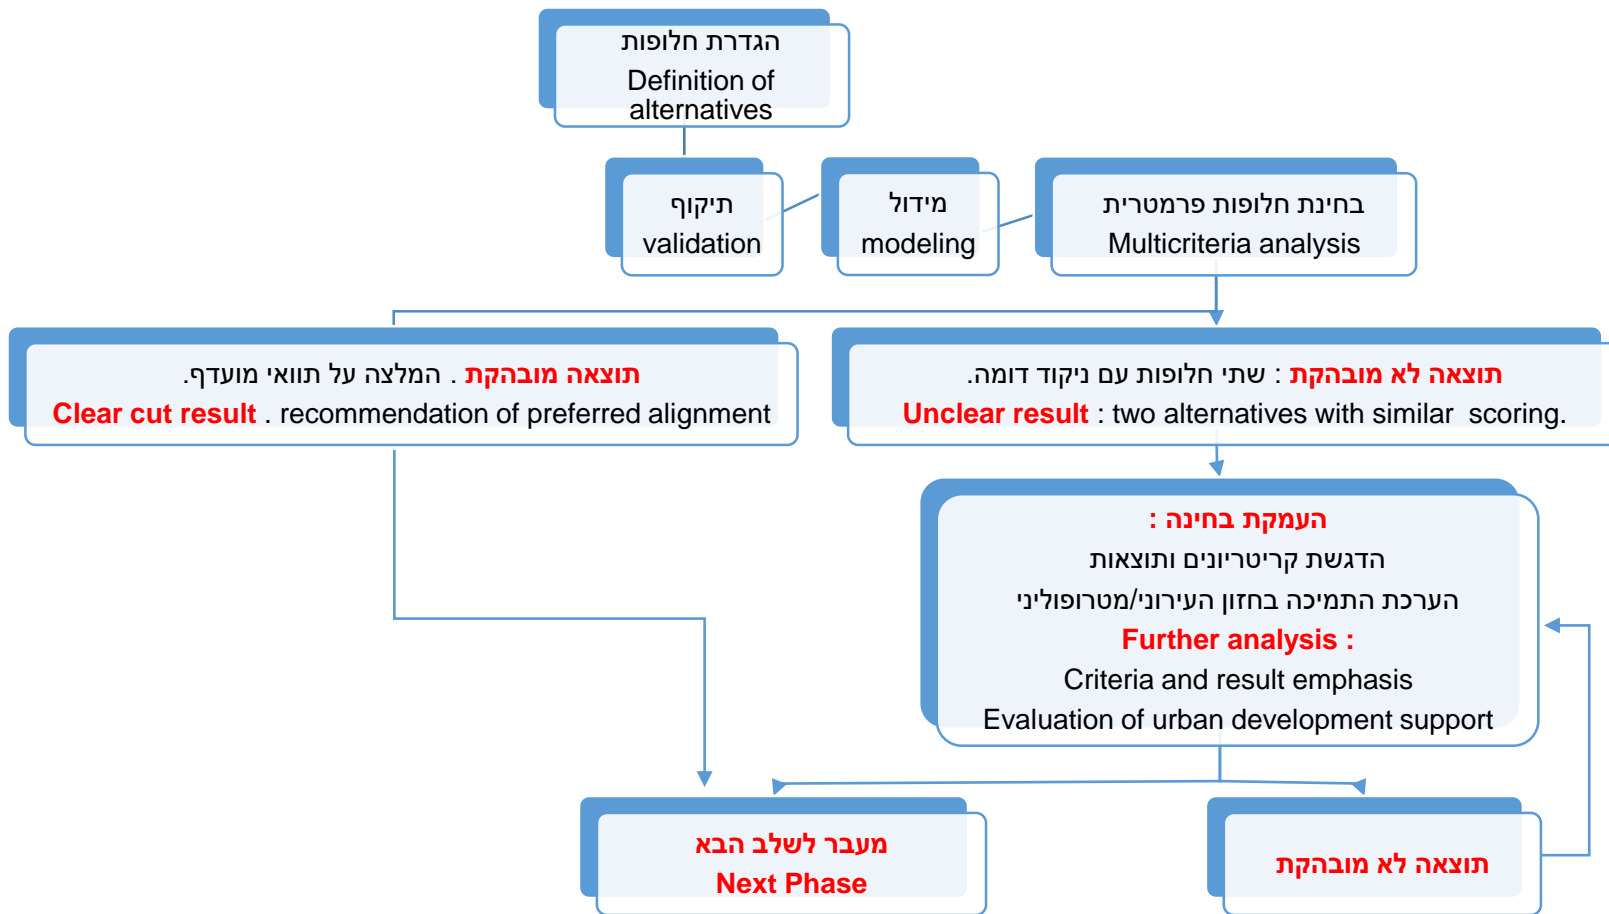 הגדרת חלופות
Definition of
alternatives
תיקוף
validation
מידול
modeling
בחינת חלופות פרמטרית
Multicriteria analysis
תוצאה מובהקת . המלצה על תוואי מועדף.
Clear cut result . recommendation of preferred alignment
תוצאה לא מובהקת : שתי חלופות עם ניקוד דומה.
Unclear result : two alternatives with similar scoring.
העמקת בחינה :
הדגשת קריטריונים ותוצאות
הערכת התמיכה בחזון העירוני/מטרופוליני
Further analysis :
Criteria and result emphasis
Evaluation of urban development support
מעבר לשלב הבא
Next Phase
תוצאה לא מובהקת